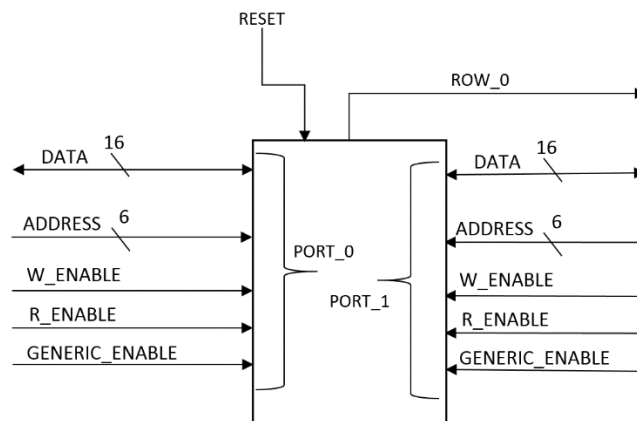 RESET
ROW_0
DATA 16
DATA 16
ADDRESS 6
ADDRESS 6
PORT_0
W_ENABLE
W_ENABLE
PORT_1
R_ENABLE
R_ENABLE
GENERIC_ENABLE
GENERIC_ENABLE